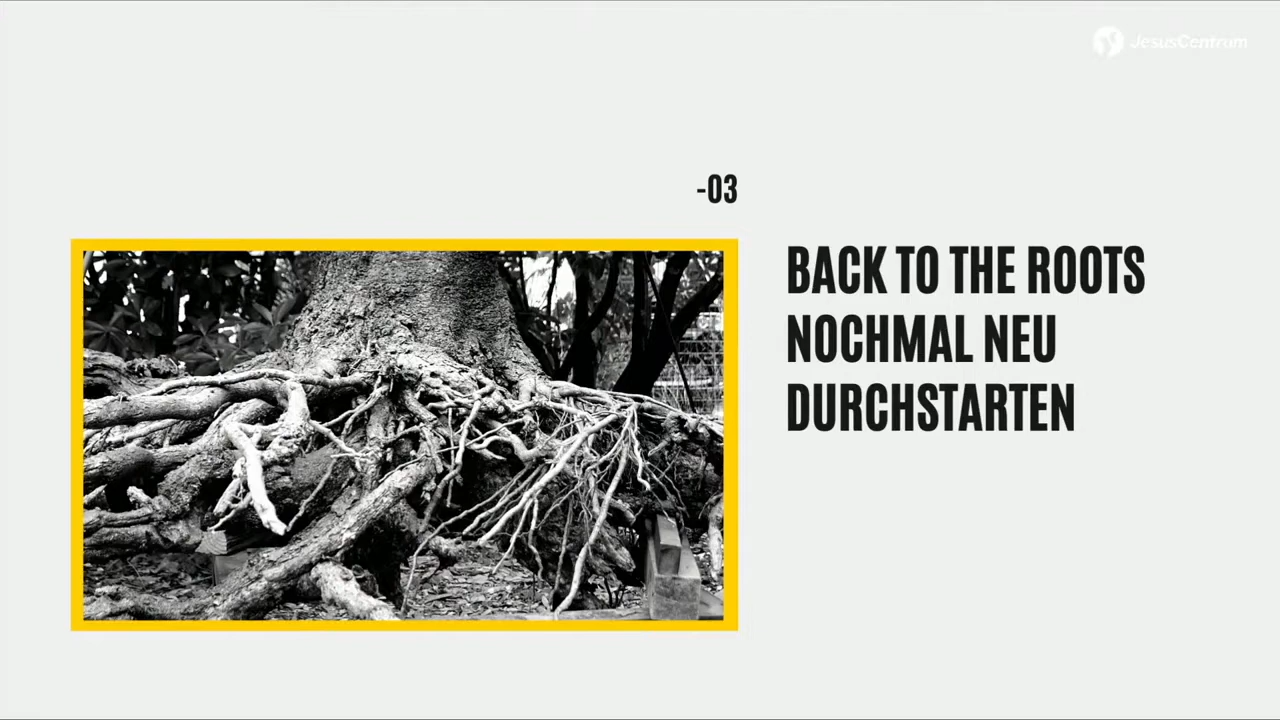 JesusCentrum
-03
BACK TO THE ROOTS
NOCHMAL NEU
DURCHSTARTEN